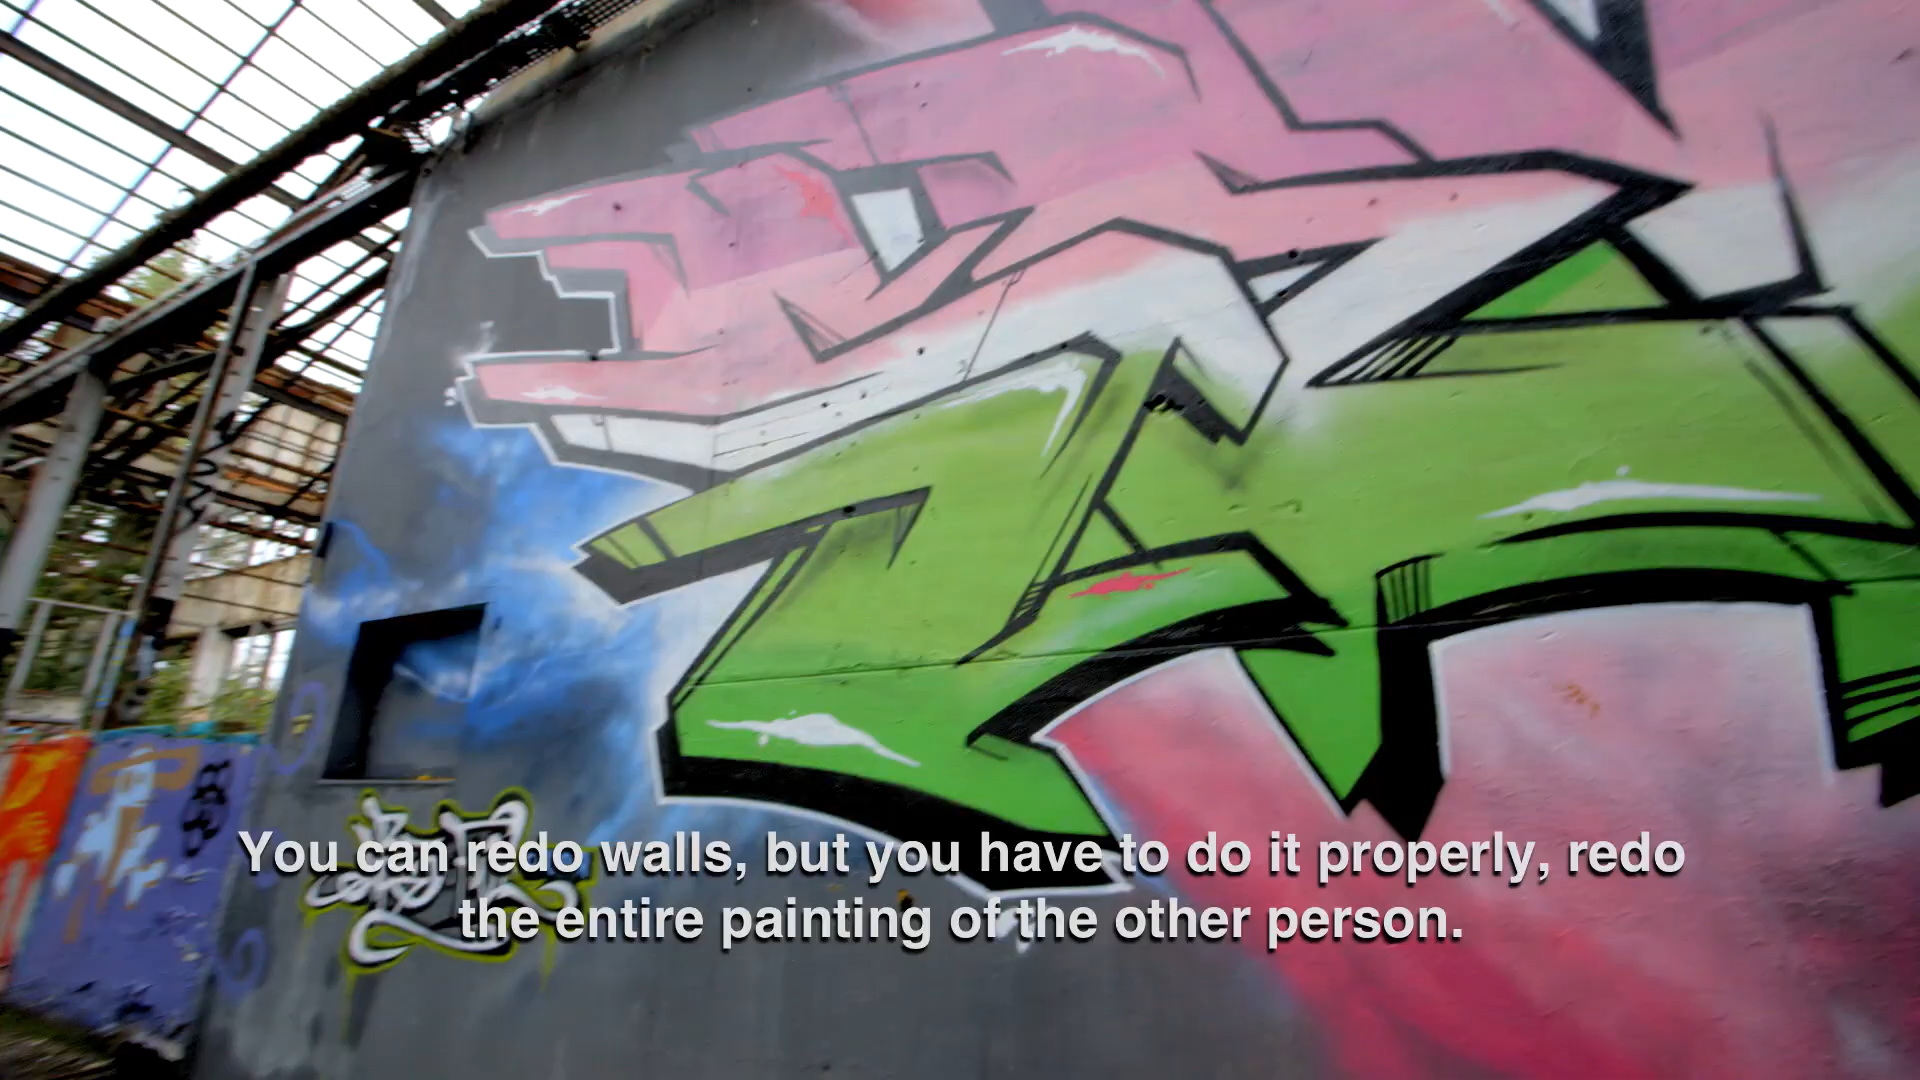 You can redo walls, but you have to do it properly, redo
the entire painting of the other person.